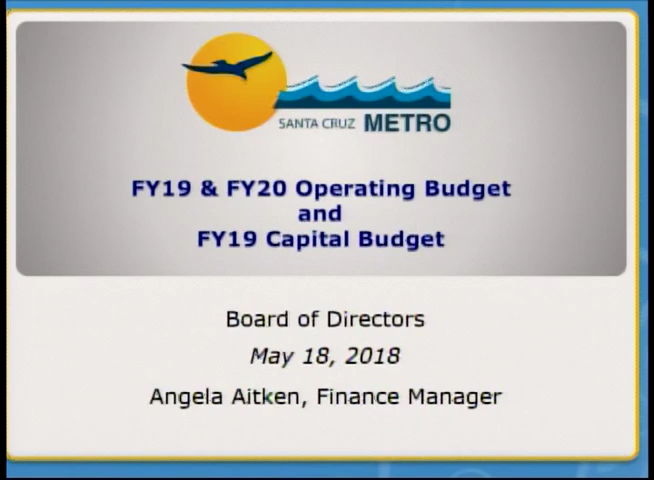 SANTA CRUZ METRO
FY19 & FY20 Operating Budget
and
FY19 Capital Budget
Board of Directors
May 18, 2018
Angela Aitken, Finance Manager